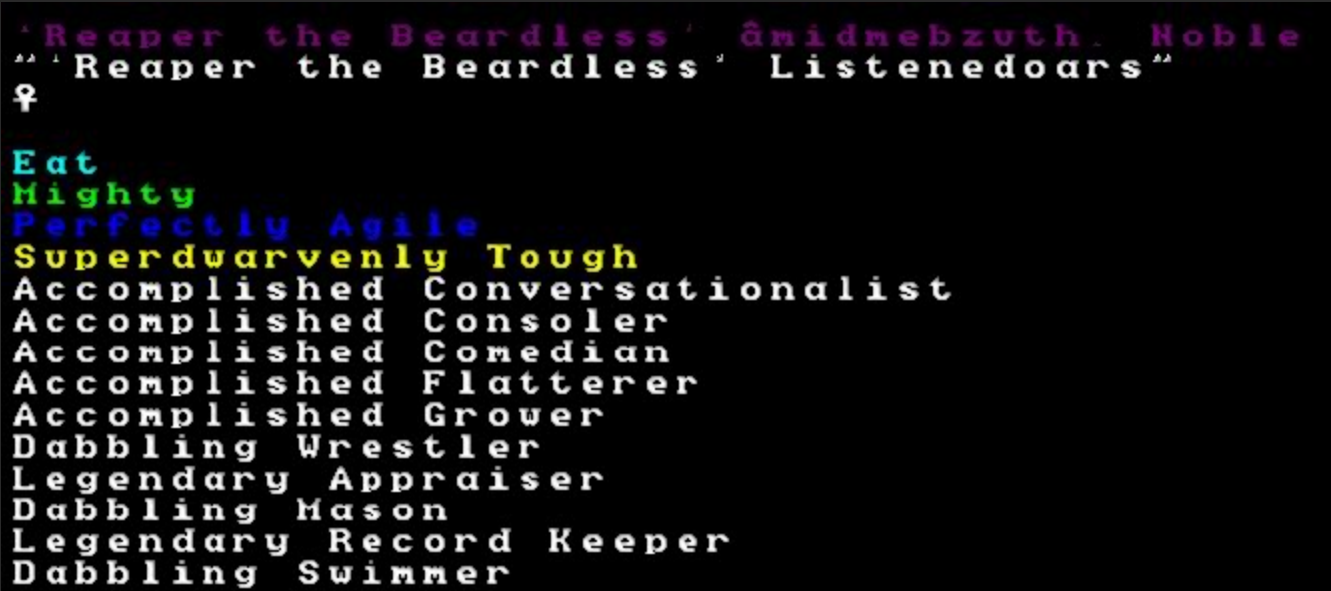 'Reaper the Beardless' âmidmebzuth, Noble
"'Reaper the Beardless' Listenedoars"
♀
Eat
Mighty
Perfectly Agile
Superdwarvenly Tough
Accomplished Conversationalist
Accomplished Consoler
Accomplished Comedian
Accomplished Flatterer
Accomplished Grower
Dabbling Wrestler
Legendary Appraiser
Dabbling Mason
Legendary Record Keeper
Dabbling Swimmer